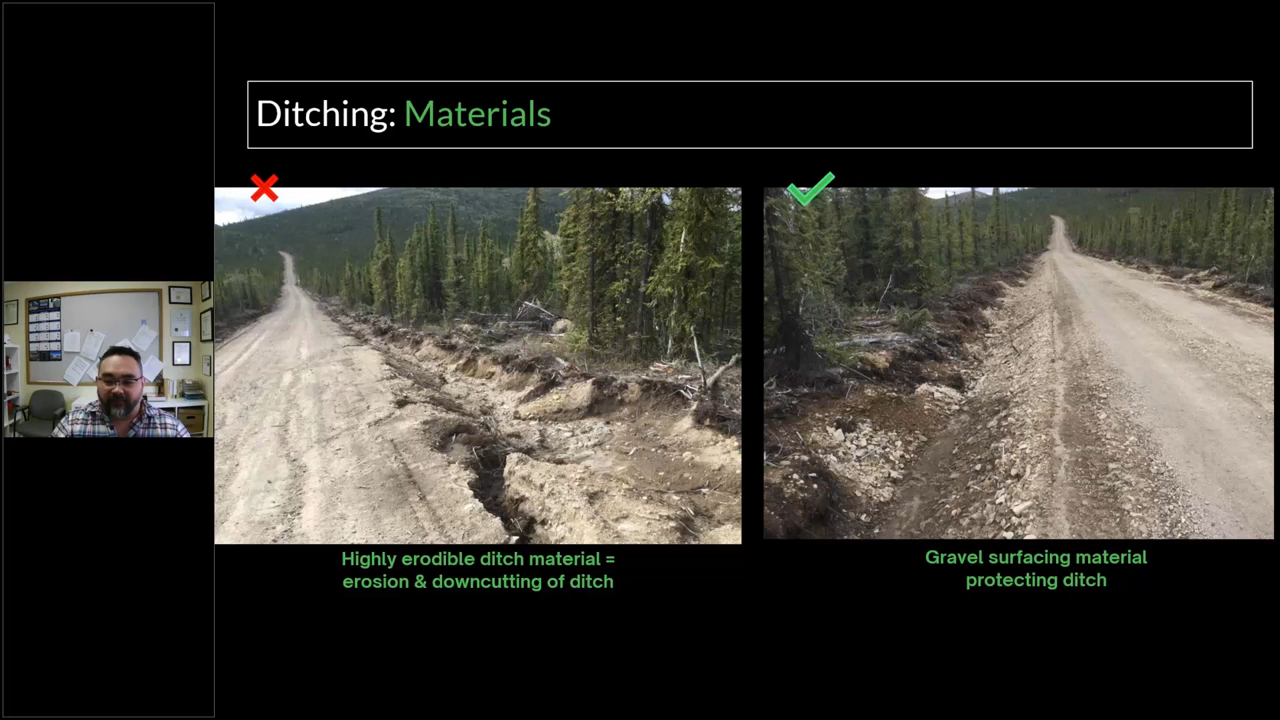 Ditching: Materials
Highly erodible ditch material =
erosion & downcutting of ditch
Gravel surfacing material
protecting ditch